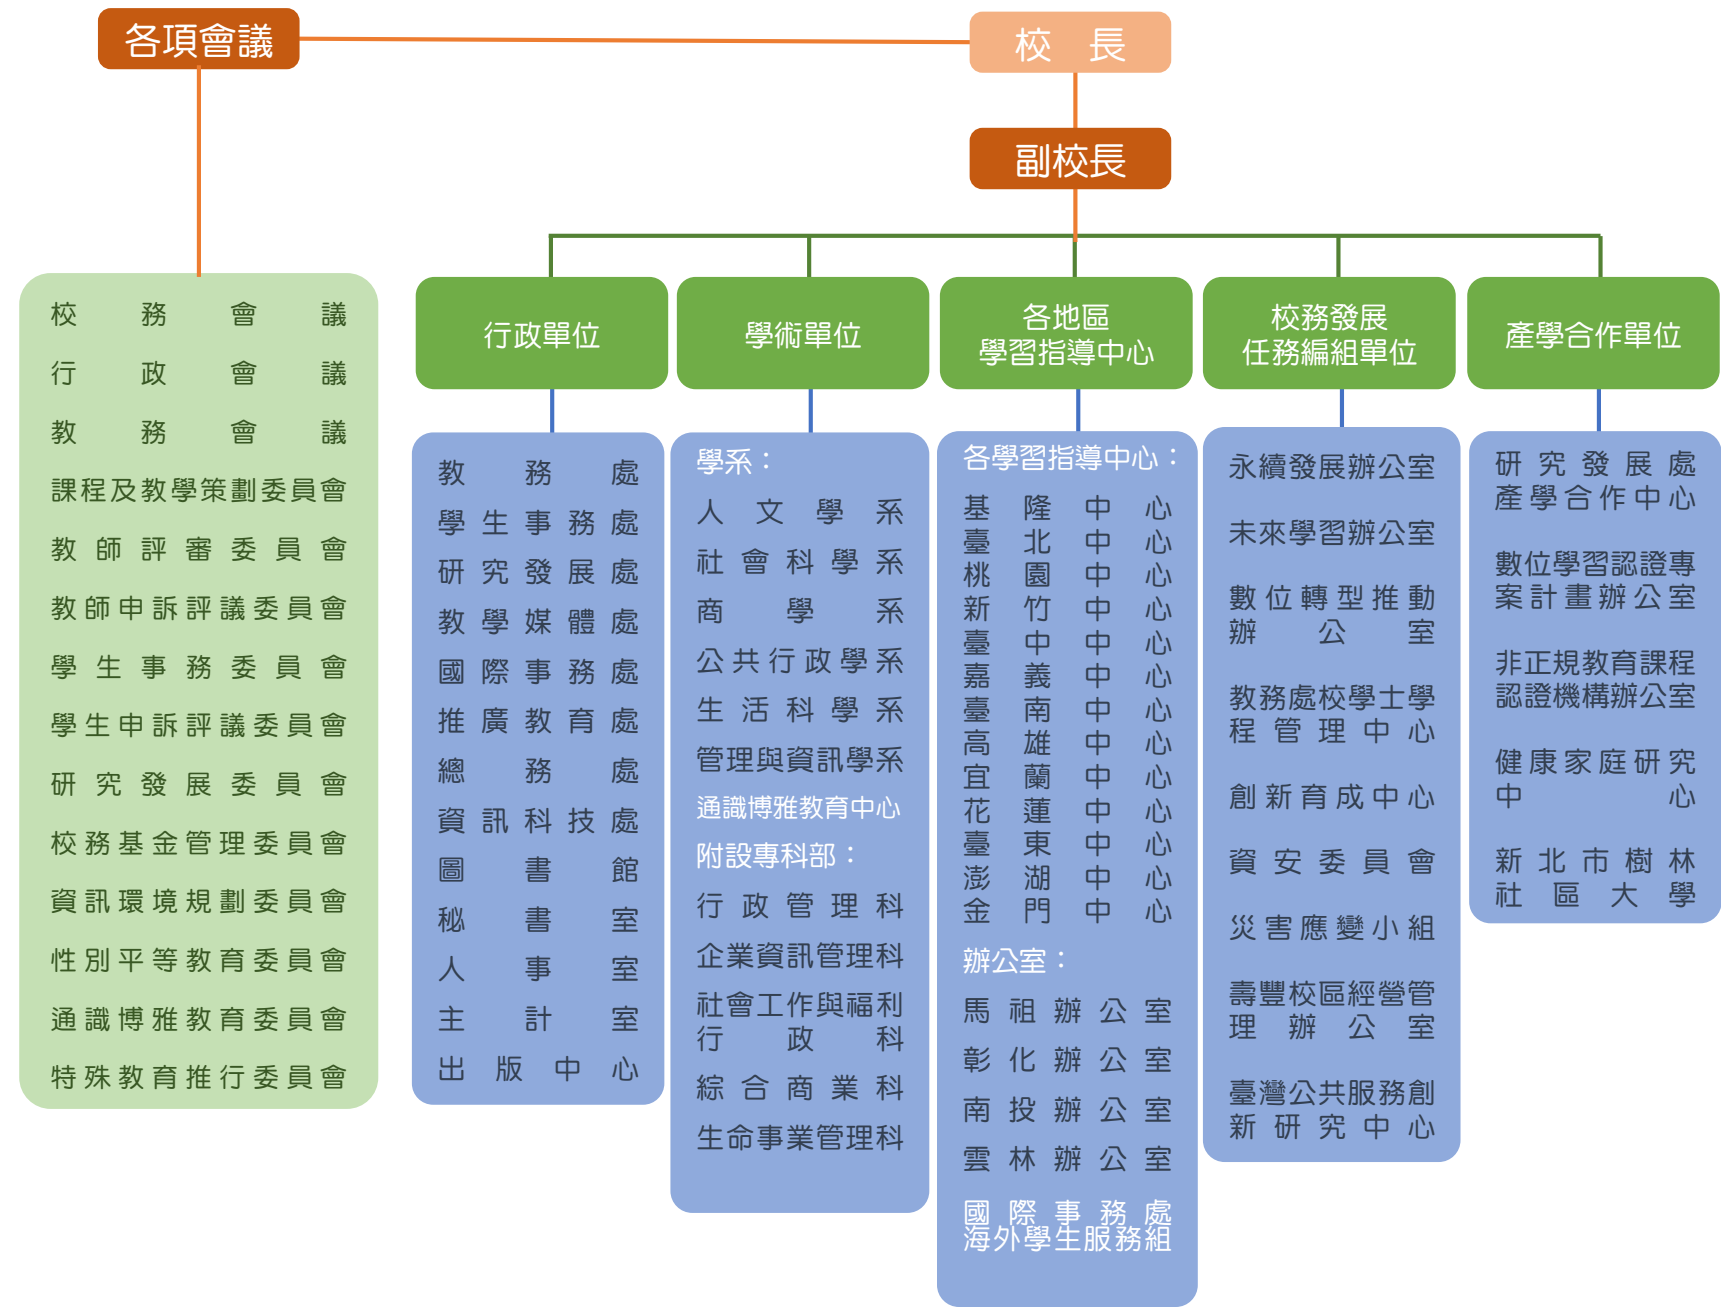 各項會議
校長
副校長
校務會議
行政會議
教務會議
課程及教學策劃委員會
教師評審委員會
教師申訴評議委員會
學生事務委員會
學生申訴評議委員會
研究發展委員會
校務基金管理委員會
資訊環境規劃委員會
性別平等教育委員會
通識博雅教育委員會
特殊教育推行委員會
行政單位
教務處
學生事務處
研究發展處
教學媒體處
國際事務處
推廣教育處
總務處
資訊科技處
圖書館
秘書室
人事室
主計室
出版中心
學術單位
學系：
人文學系
社會科學系
商學系
公共行政學系
生活科學系
管理與資訊學系
通識博雅教育中心
附設專科部：
行政管理科
企業資訊管理科
社會工作與福利
行政科
綜合商業科
生命事業管理科
各地區
學習指導中心
各學習指導中心：
基隆中心
臺北中心
桃園中心
新竹中心
臺中中心
嘉義中心
臺南中心
高雄中心
宜蘭中心
花蓮中心
臺東中心
澎湖中心
金門中心
辦公室：
馬祖辦公室
彰化辦公室
南投辦公室
雲林辦公室
國際事務處
海外學生服務組
校務發展
任務編組單位
永續發展辦公室
未來學習辦公室
數位轉型推動
辦公室
教務處校學士學
程管理中心
創新育成中心
資安委員會
災害應變小組
壽豐校區經營管
理辦公室
臺灣公共服務創
新研究中心
產學合作單位
研究發展處
產學合作中心
數位學習認證專
案計畫辦公室
非正規教育課程
認證機構辦公室
健康家庭研究
中心
新北市樹林
社區大學